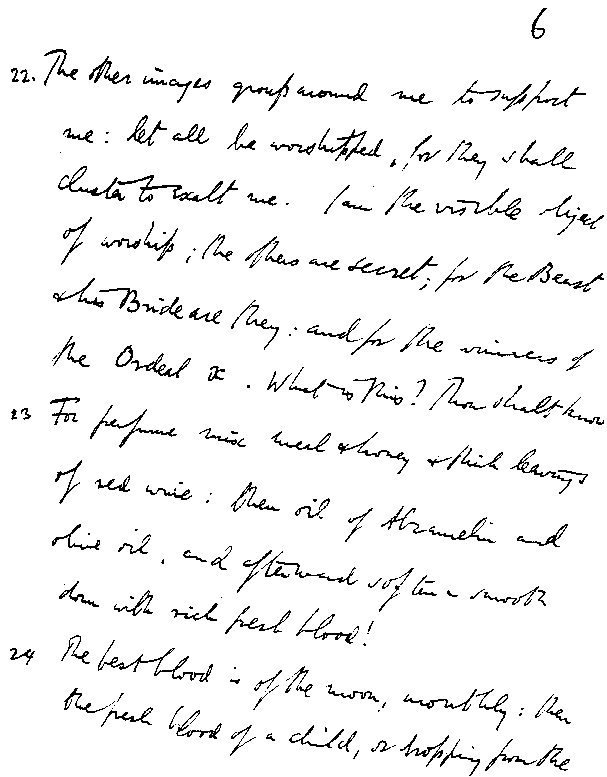 6
22. The other images group around me to support
me: let all be worshipped, for they shall
cluster to exalt me. I am the visible object
of worship; the others are secret; for the Beast
& his Bride are they: and for the winners of
the Ordeal x. What is this? Thou shalt know
23 For perfume mix meal & honey & thick leavings
of red wine: then oil of Abramelin and
olive oil, and afterward soften & smooth
down with rich fresh blood!
24 The best blood is of the moon, monthly: then
the fresh blood of a child, or dropping from the